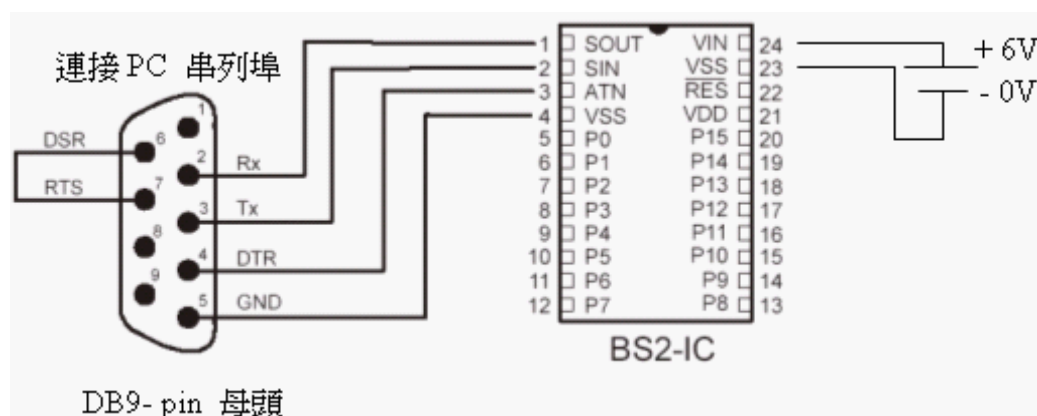 連接PC 串列埠
DSR
RTS
1
6
2
7
3
8
4
9
5
Rx
Tx
DTR
GND
DB9-pin 母頭
1 SOUT VIN 24
2 SIN VSS 23
3 ATN RES 22
4 VSS VDD 21
5 P0 P15 20
6 P1 P14 19
7 P2 P13 18
8 P3 P12 17
9 P4 P11 16
10 P5 P10 15
11 P6 P9 14
12 P7 P8 13
BS2-IC
+ 6V
- 0V